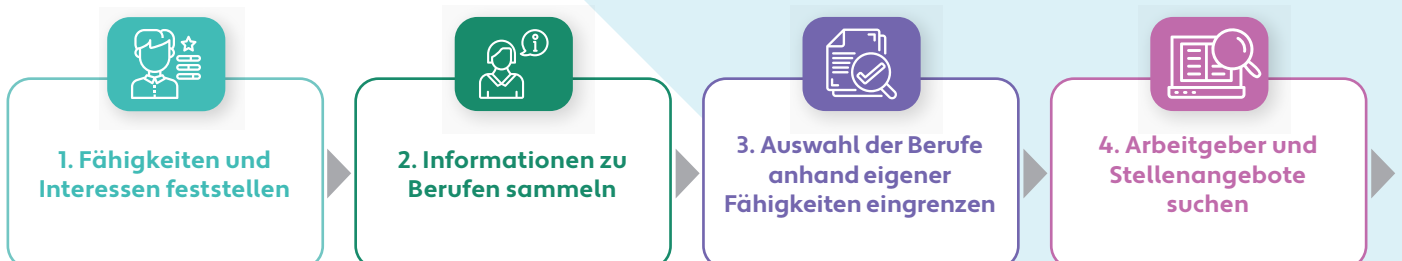 1. Fähigkeiten und
Interessen feststellen
2. Informationen zu
Berufen sammeln
3. Auswahl der Berufe
anhand eigener
Fähigkeiten eingrenzen
4. Arbeitgeber und
Stellenangebote
suchen